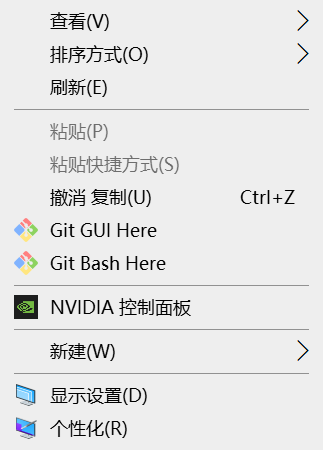 查看(V)
排序方式(O)
刷新(E)
粘贴(P)
粘贴快捷方式(S)
撤消 复制(U) Ctrl+Z
Git GUI Here
Git Bash Here
NVIDIA 控制面板
新建(W)
显示设置(D)
个性化(R)